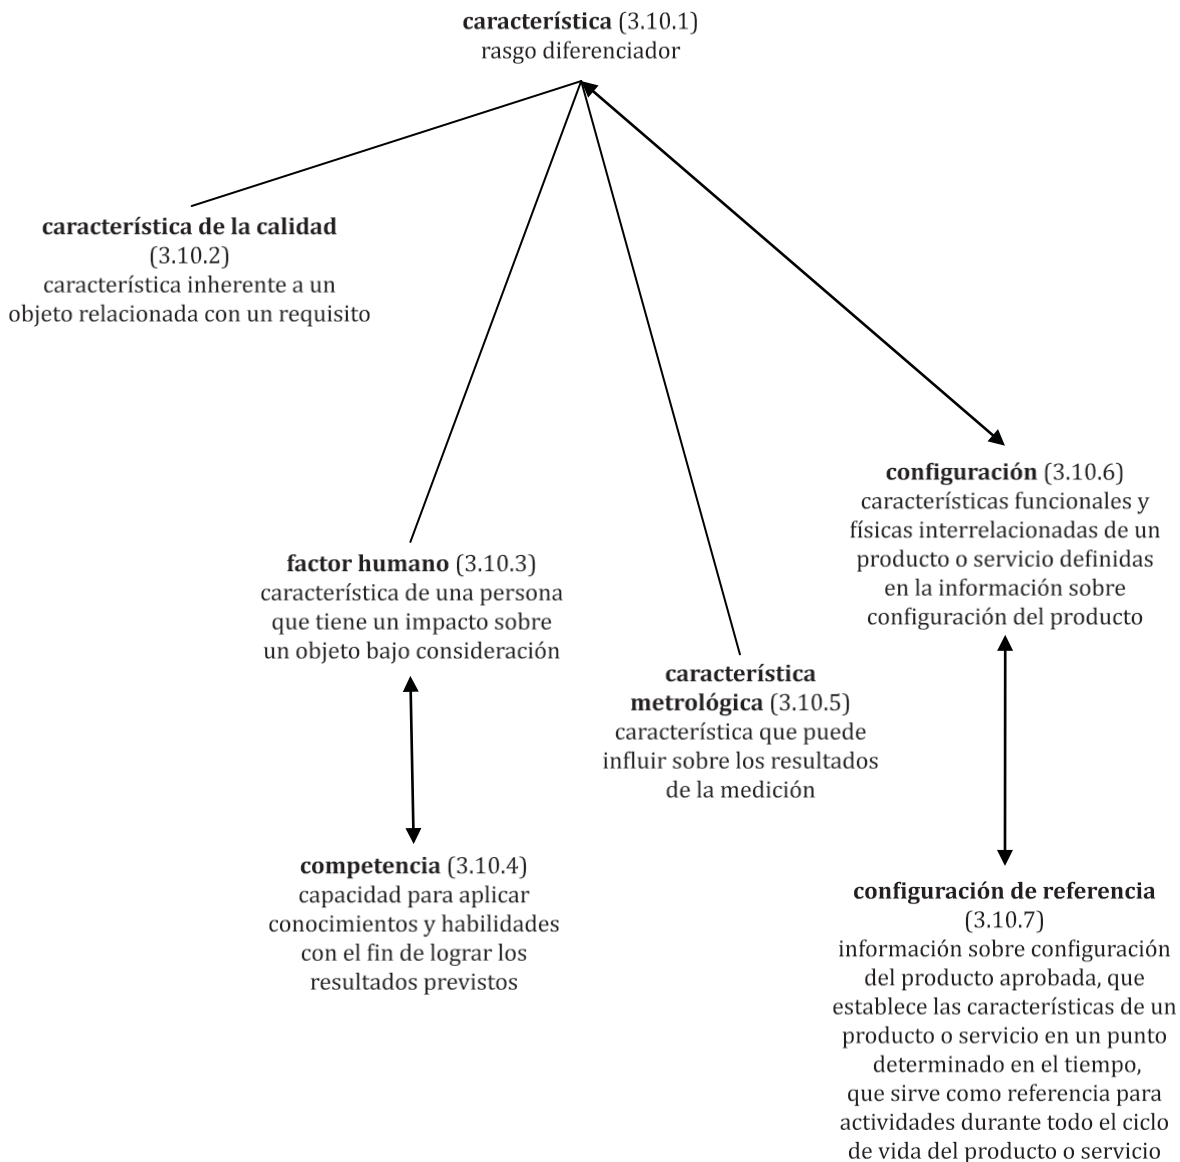 característica (3.10.1)
rasgo diferenciador
característica de la calidad
(3.10.2)
característica inherente a un
objeto relacionada con un requisito
configuración (3.10.6)
características funcionales y
físicas interrelacionadas de un
producto o servicio definidas
en la información sobre
configuración del producto
factor humano (3.10.3)
característica de una persona
que tiene un impacto sobre
un objeto bajo consideración
característica
metrológica (3.10.5)
característica que puede
influir sobre los resultados
de la medición
competencia (3.10.4)
capacidad para aplicar
conocimientos y habilidades
con el fin de lograr los
resultados previstos
configuración de referencia
(3.10.7)
información sobre configuración
del producto aprobada, que
establece las características de un
producto o servicio en un punto
determinado en el tiempo,
que sirve como referencia para
actividades durante todo el ciclo
de vida del producto o servicio